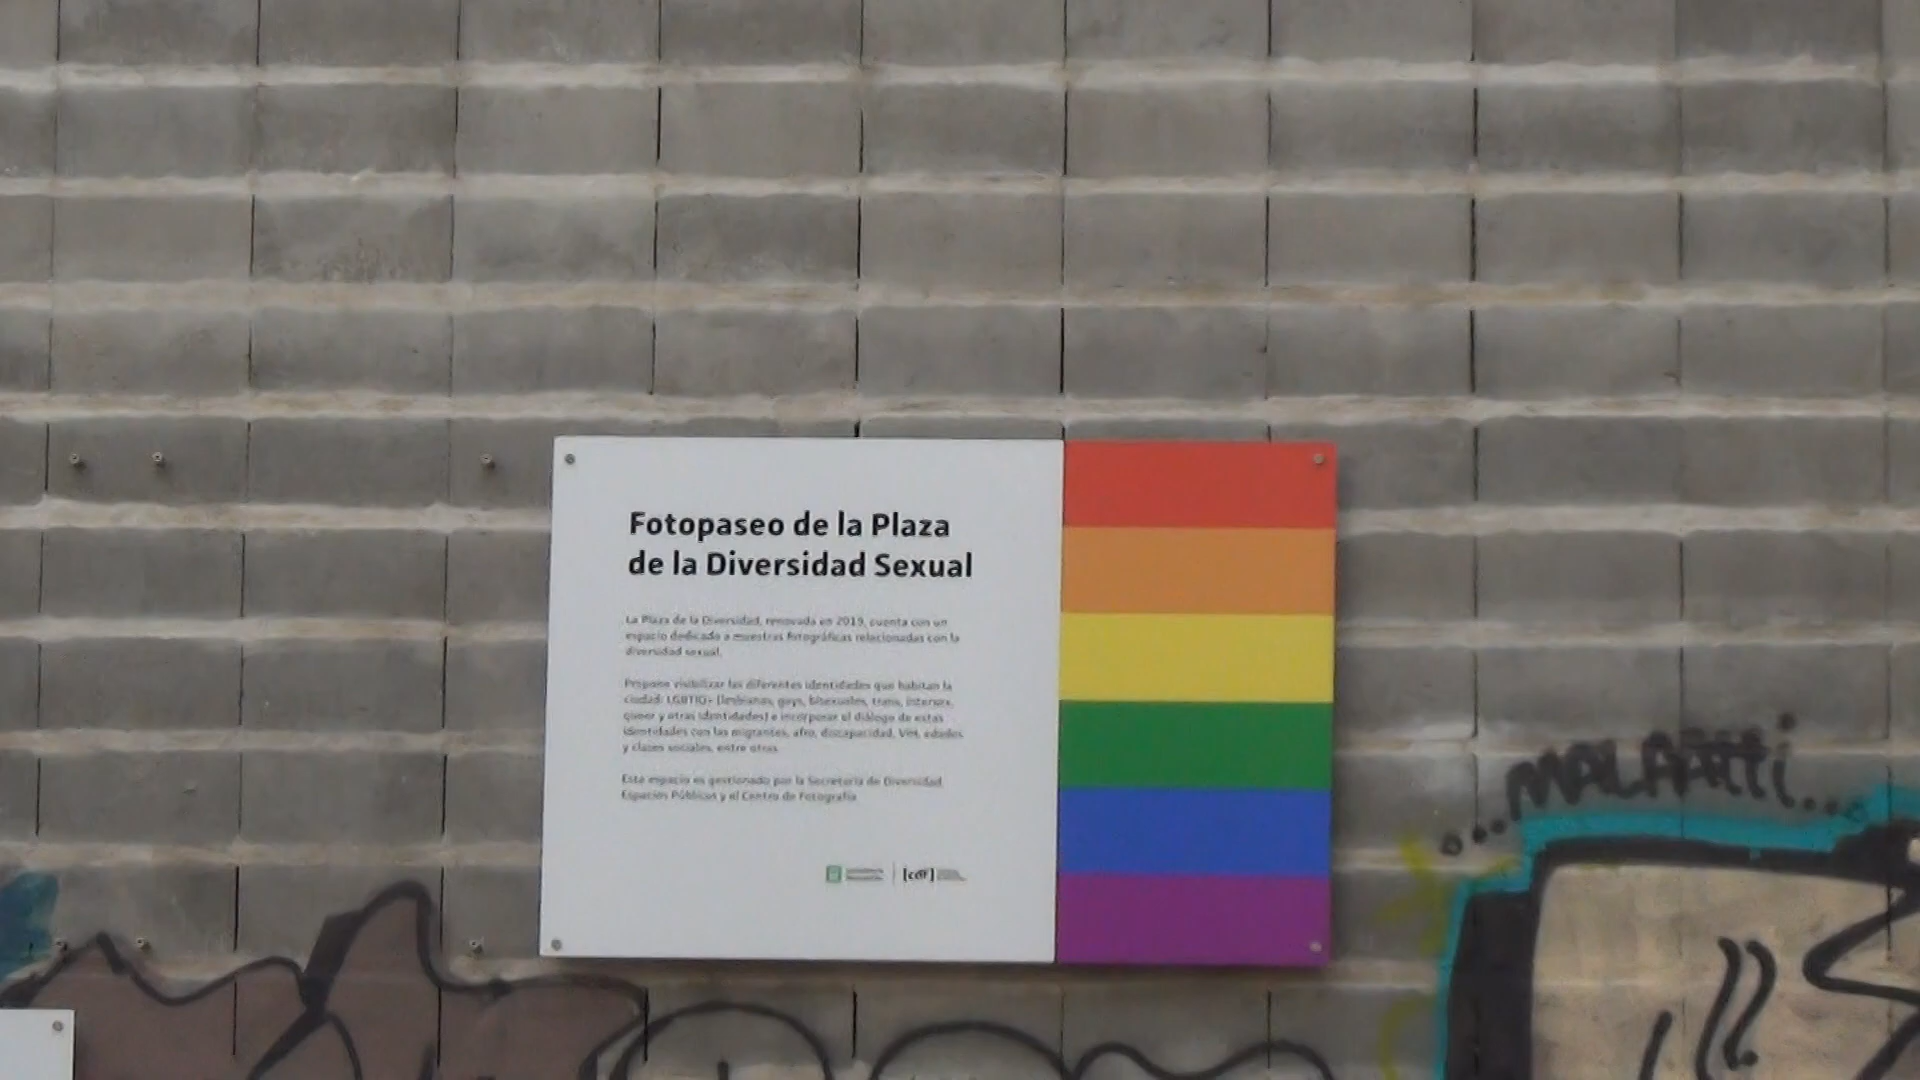 Fotopaseo de la Plaza
de la Diversidad Sexual
La Plaza de la Diversidad, renovada en 2019, cuenta con un
espacio dedicado a muestras fotográficas relacionadas con la
diversidad sexual.
Propone visibilizar las diferentes identidades que habitan la
ciudad: LGBTIQ+ (lesbianas, gays, bisexuales, trans, intersex,
queer y otras identidades) e incorporar el diálogo de estas
identidades con las migrantes, afro, discapacidad, VIH, edades
y clases sociales, entre otras.
Este espacio es gestionado por la Secretaría de Diversidad,
Espacios Públicos y el Centro de Fotografía.
[cdf]